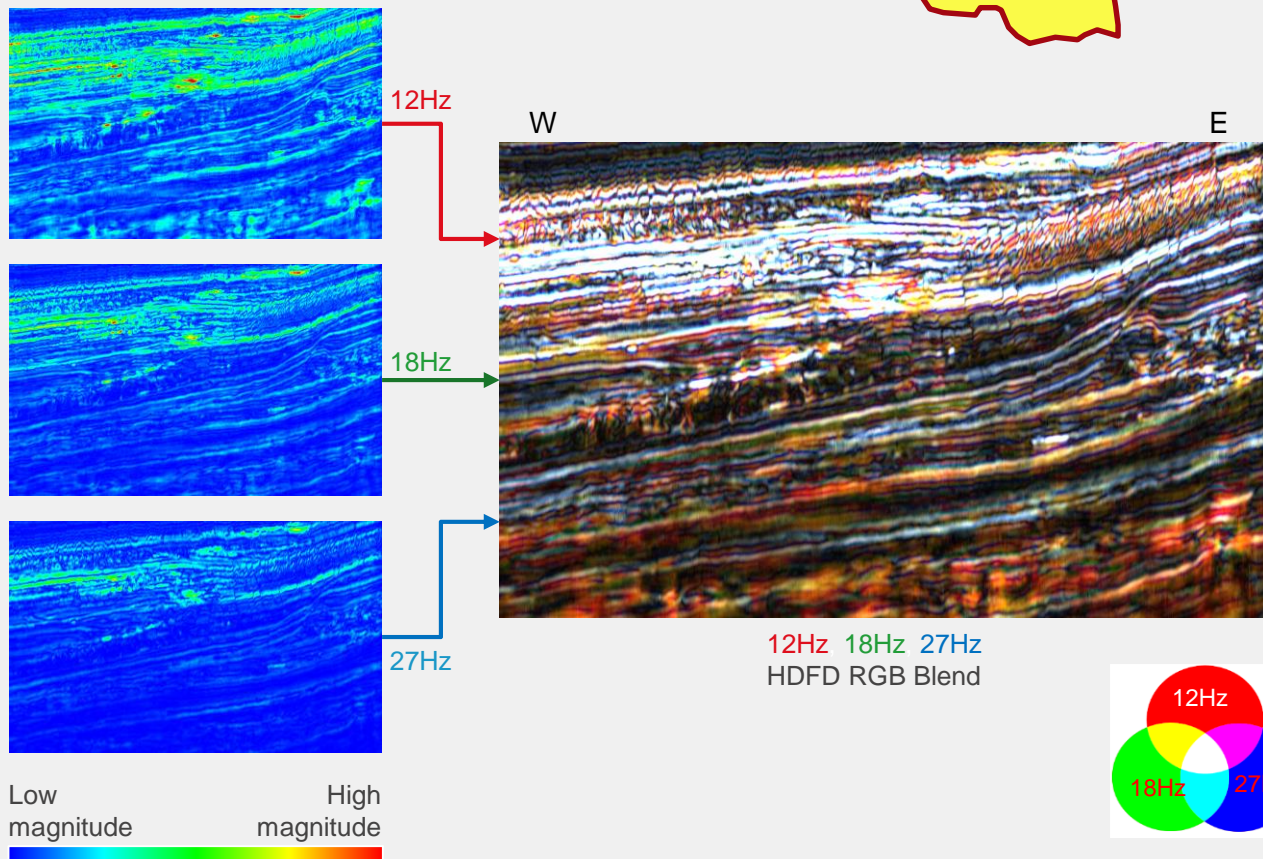 12Hz
W
E
18Hz
27Hz
12Hz, 18Hz 27Hz
HDFD RGB Blend
12Hz
18Hz
27
Low
magnitude
High
magnitude